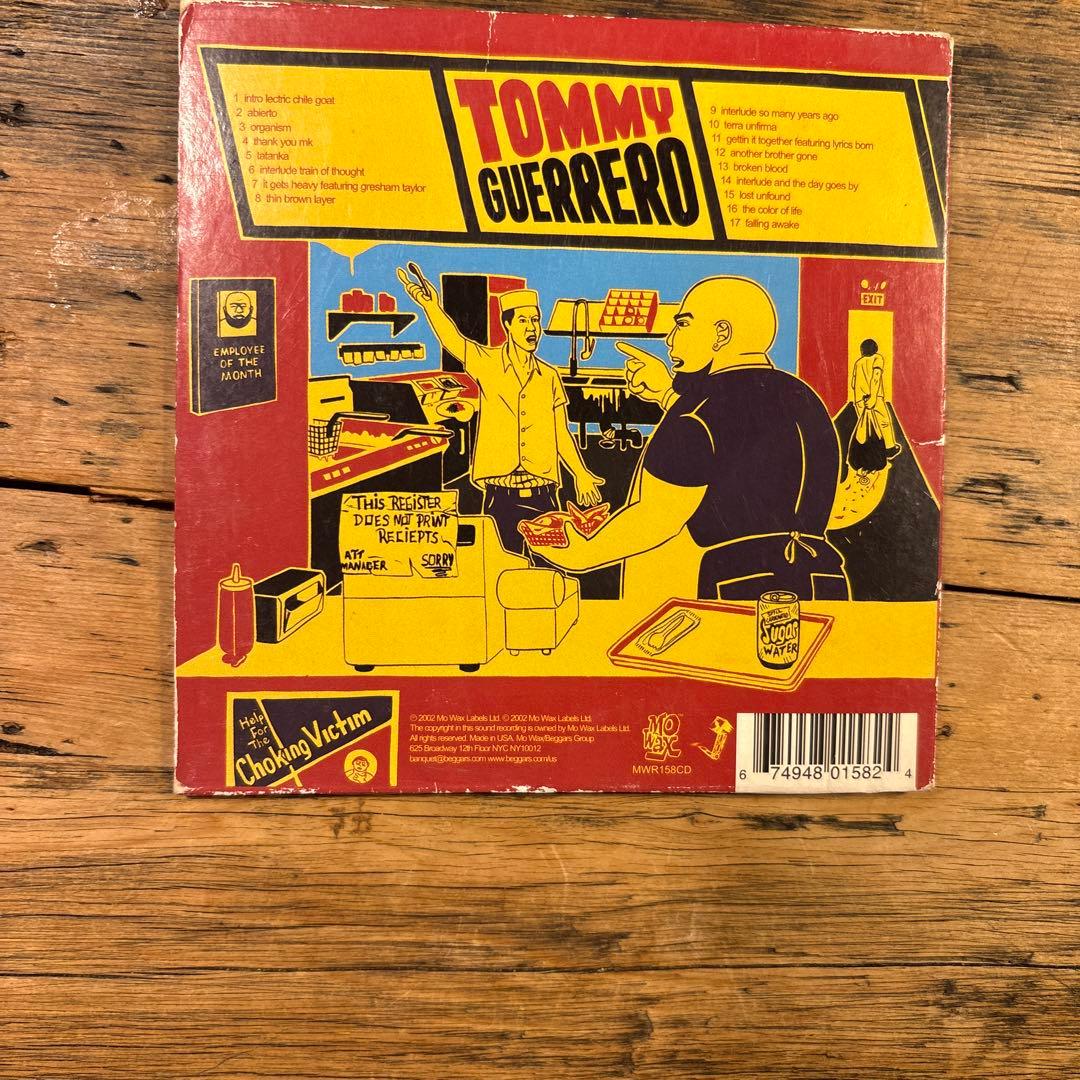 TOMMY
GUERRERO
1 intro lectric chile goat
2 abierto
3 organism
4 thank you mk
5 tatanka
6 interlude train of thought
7 it gets heavy featuring gresham taylor
8 thin brown layer
9 interlude so many years ago
10 terra unfirma
11 gettin it together featuring lyrics born
12 another brother gone
13 broken blood
14 interlude and the day goes by
15 lost unfound
16 the color of life
17 falling awake
EXIT
EMPLOYEE
OF THE
MONTH
THIS REGISTER
DOES NOT PRINT
RECIEPTS.
ATT
MANAGER
SORRY
Sugar
WATER
Help
For
The
Choking Victim
℗ 2002 Mo Wax Labels Ltd. © 2002 Mo Wax Labels Ltd.
The copyright in this sound recording is owned by Mo Wax Labels Ltd.
All rights reserved. Made in USA. Mo Wax/Beggars Group
625 Broadway 12th Floor NYC NY10012
banquet@beggars.com www.beggars.com/us
MO
WAX
MWR158CD
6 74948 01582 4